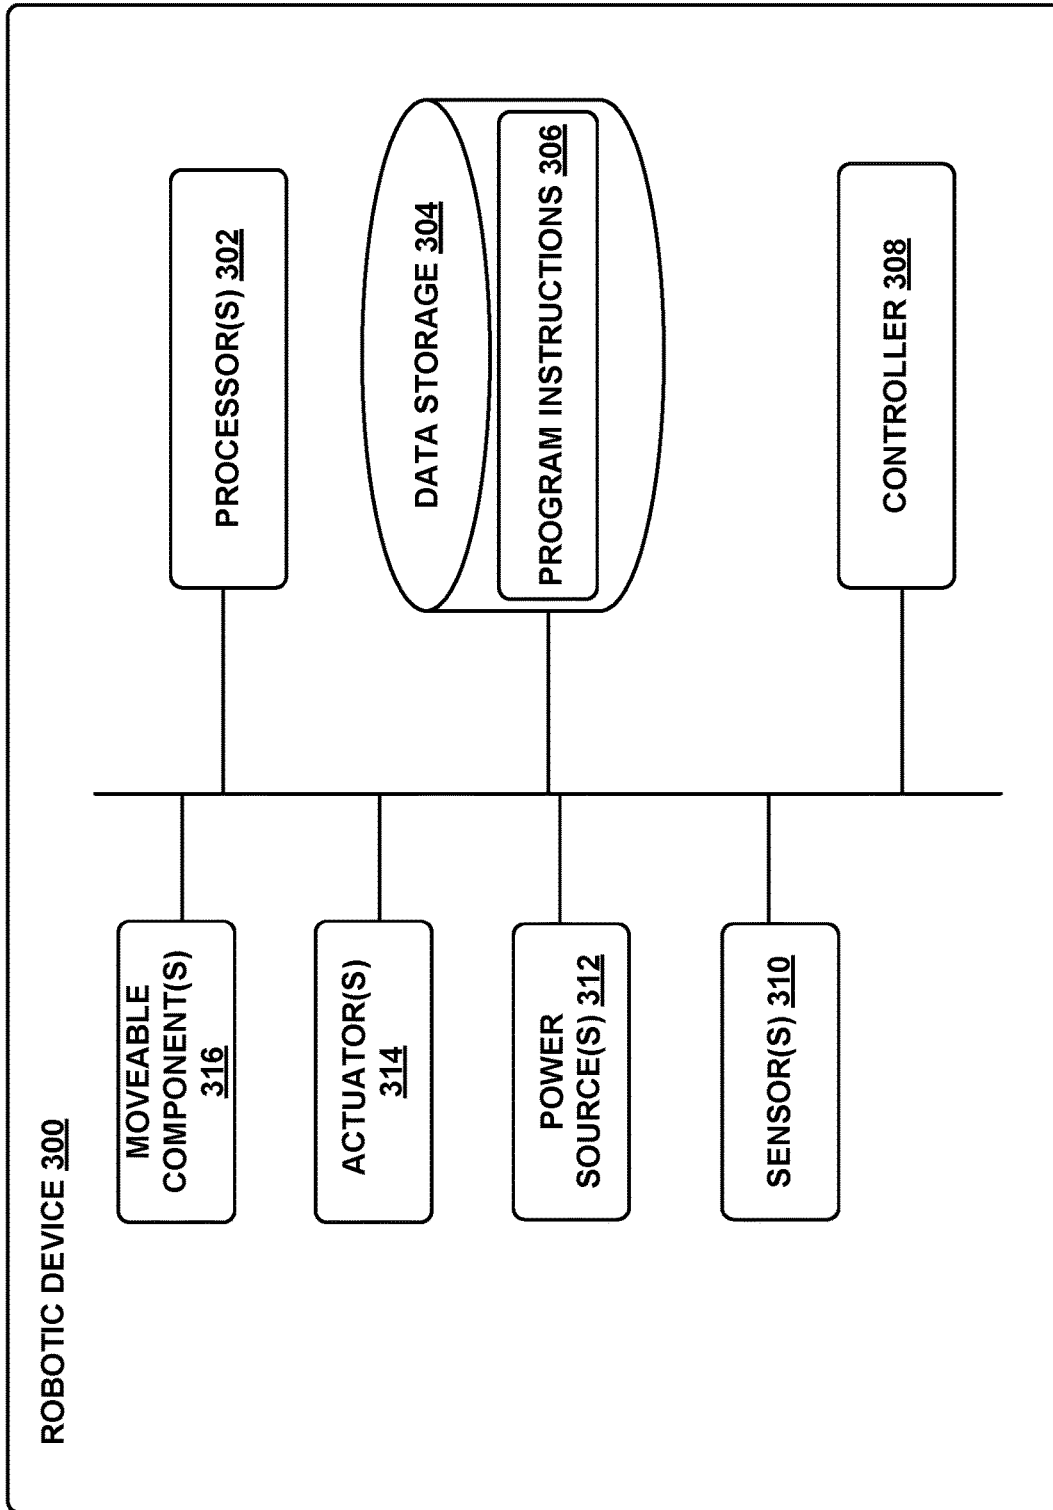 ROBOTIC DEVICE 300
MOVEABLE
COMPONENT(S)
316
ACTUATOR(S)
314
POWER
SOURCE(S) 312
SENSOR(S) 310
PROCESSOR(S) 302
DATA STORAGE 304
PROGRAM INSTRUCTIONS 306
CONTROLLER 308